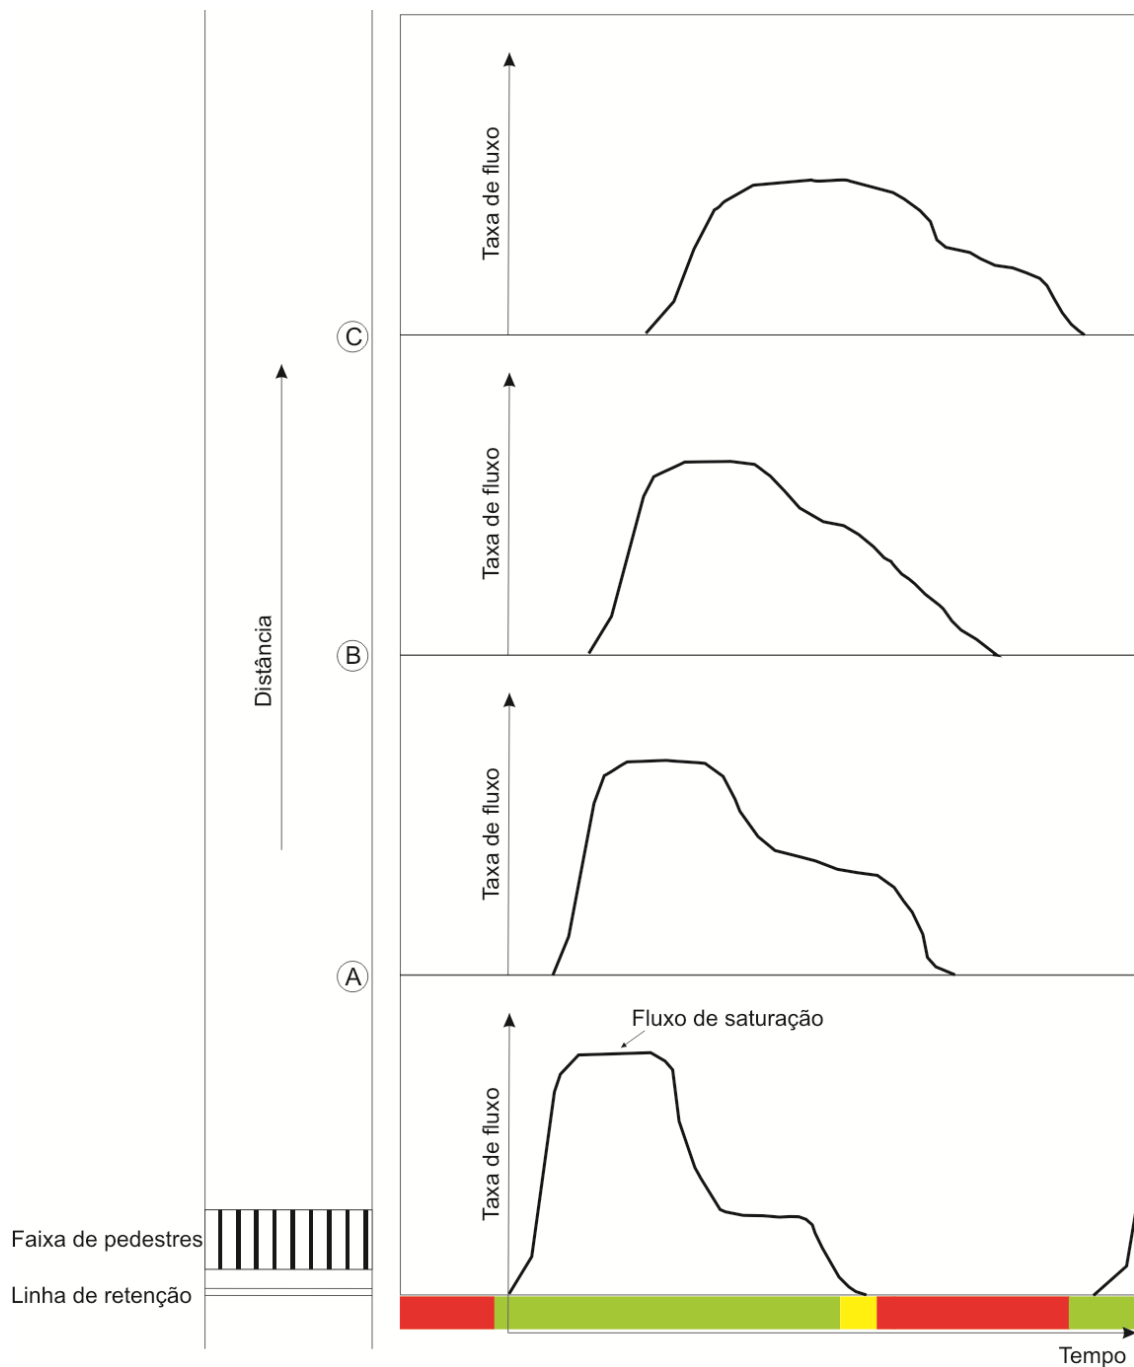 Taxa de fluxo
C
Taxa de fluxo
Distância
B
Taxa de fluxo
A
Fluxo de saturação
Taxa de fluxo
Faixa de pedestres
Linha de retenção
Tempo